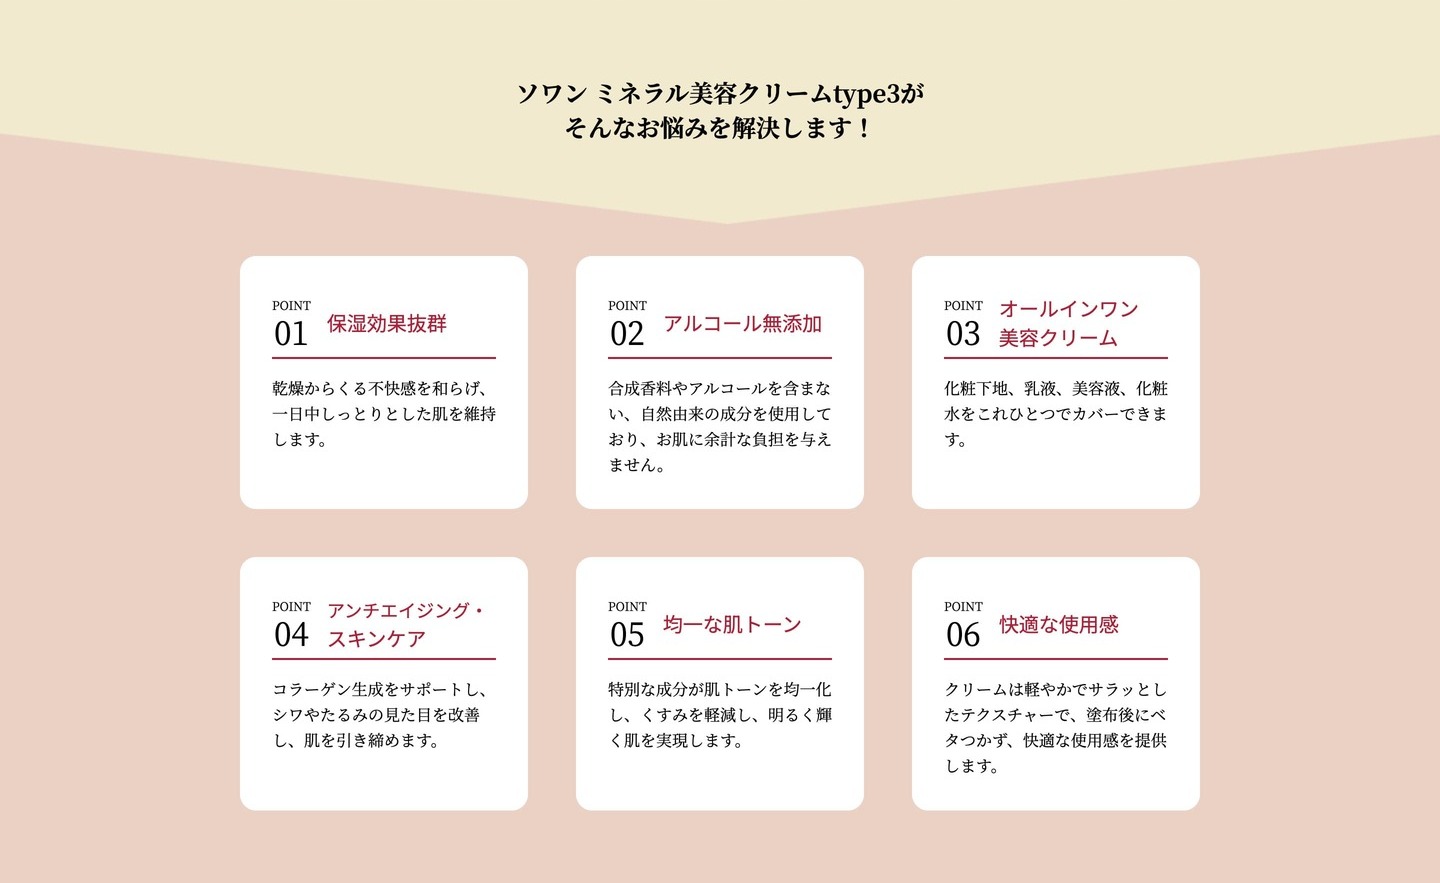 ソワン ミネラル美容クリームtype3が
そんなお悩みを解決します！
POINT
01
保湿効果抜群
乾燥からくる不快感を和らげ、
一日中しっとりとした肌を維持
します。
POINT
02
アルコール無添加
合成香料やアルコールを含まな
い、自然由来の成分を使用して
おり、お肌に余計な負担を与え
ません。
POINT
03
オールインワン
美容クリーム
化粧下地、乳液、美容液、化粧
水をこれひとつでカバーできま
す。
POINT
04
アンチエイジング・
スキンケア
コラーゲン生成をサポートし、
シワやたるみの見た目を改善
し、肌を引き締めます。
POINT
05
均一な肌トーン
特別な成分が肌トーンを均一化
し、くすみを軽減し、明るく輝
く肌を実現します。
POINT
06
快適な使用感
クリームは軽やかでサラッとし
たテクスチャーで、塗布後にベ
タつかず、快適な使用感を提供
します。